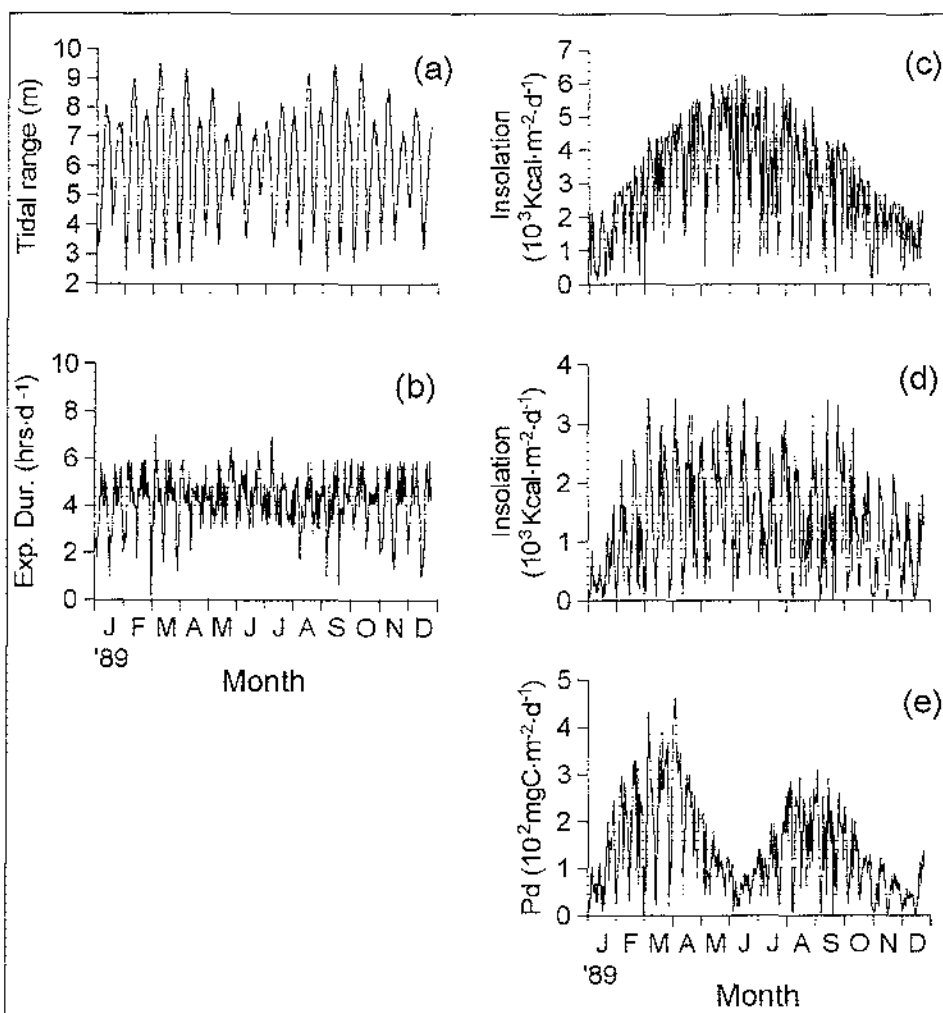 (a)
Tidal range (m)
10
9
8
7
6
5
4
3
2
(b)
Exp. Dur. (hrs·d⁻¹)
10
8
6
4
2
0
J F M A M J J A S O N D
'89
Month
(c)
Insolation
(10³Kcal·m⁻²·d⁻¹)
7
6
5
4
3
2
1
0
(d)
Insolation
(10³Kcal·m⁻²·d⁻¹)
4
3
2
1
0
(e)
Pd (10²mgC·m⁻²·d⁻¹)
5
4
3
2
1
0
J F M A M J J A S O N D
'89
Month